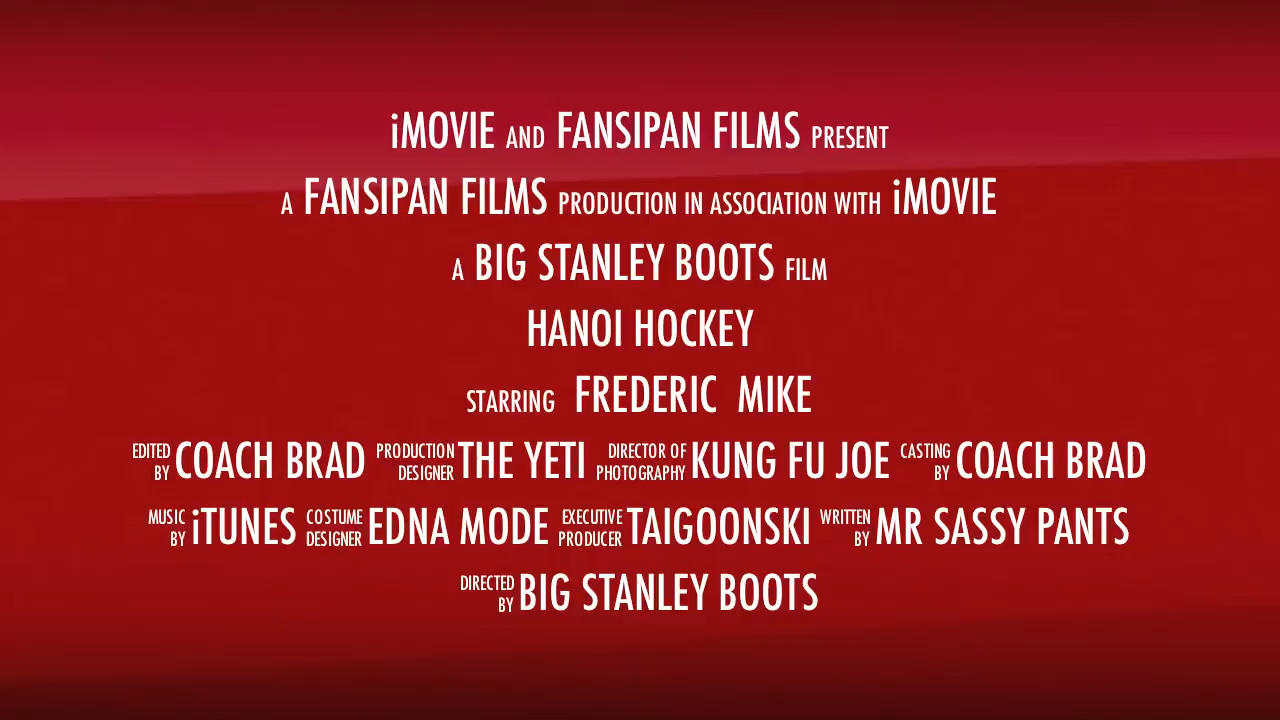 iMOVIE AND FANSIPAN FILMS PRESENT
A FANSIPAN FILMS PRODUCTION IN ASSOCIATION WITH iMOVIE
A BIG STANLEY BOOTS FILM
HANOI HOCKEY
STARRING FREDERIC MIKE
EDITED BY COACH BRAD PRODUCTION DESIGNER THE YETI DIRECTOR OF PHOTOGRAPHY KUNG FU JOE CASTING BY COACH BRAD
MUSIC BY iTUNES COSTUME DESIGNER EDNA MODE EXECUTIVE PRODUCER TAIGOONSKI WRITTEN BY MR SASSY PANTS
DIRECTED BY BIG STANLEY BOOTS